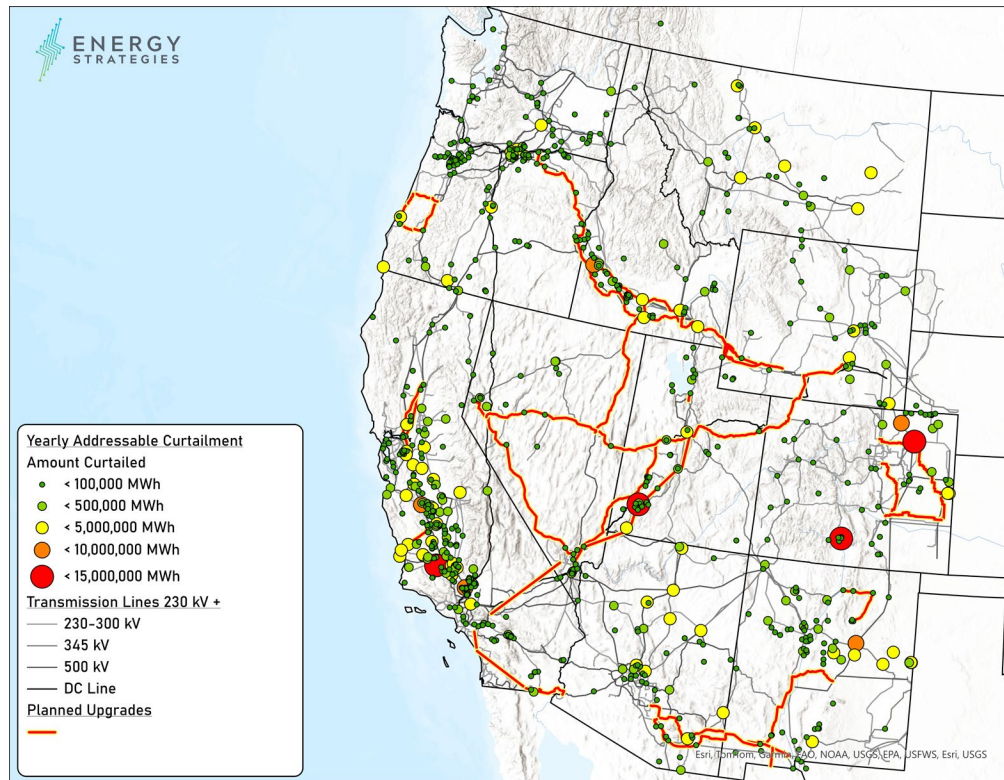 ENERGY
STRATEGIES
Yearly Addressable Curtailment
Amount Curtailed
< 100,000 MWh
< 500,000 MWh
< 5,000,000 MWh
< 10,000,000 MWh
< 15,000,000 MWh
Transmission Lines 230 kV +
230-300 kV
345 kV
500 kV
DC Line
Planned Upgrades
Esri, TomTom, Garmin, FAO, NOAA, USGS, EPA, USFWS, Esri, USGS